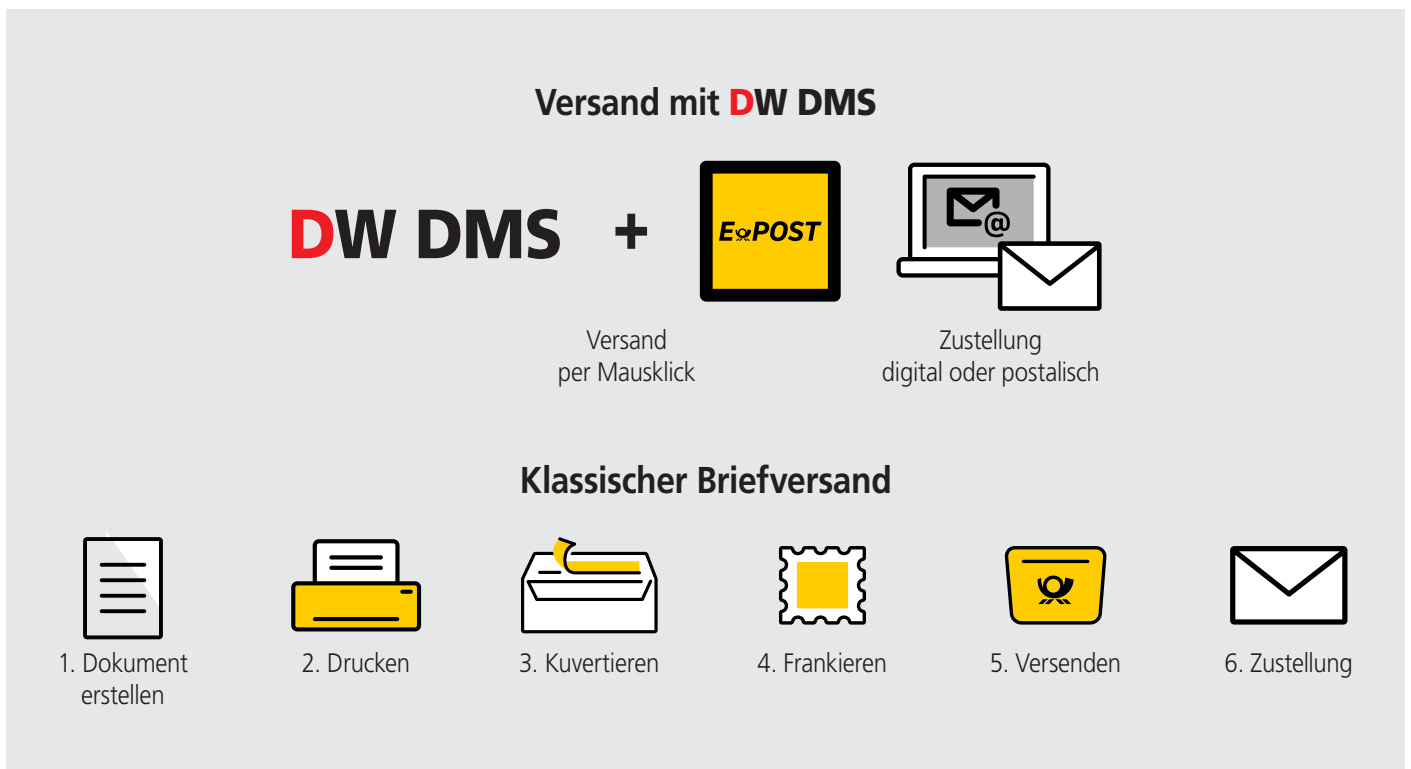 Versand mit DW DMS
DW DMS +
E POST
@
Versand
per Mausklick
Zustellung
digital oder postalisch
Klassischer Briefversand
1. Dokument
erstellen
2. Drucken
3. Kuvertieren
4. Frankieren
5. Versenden
6. Zustellung